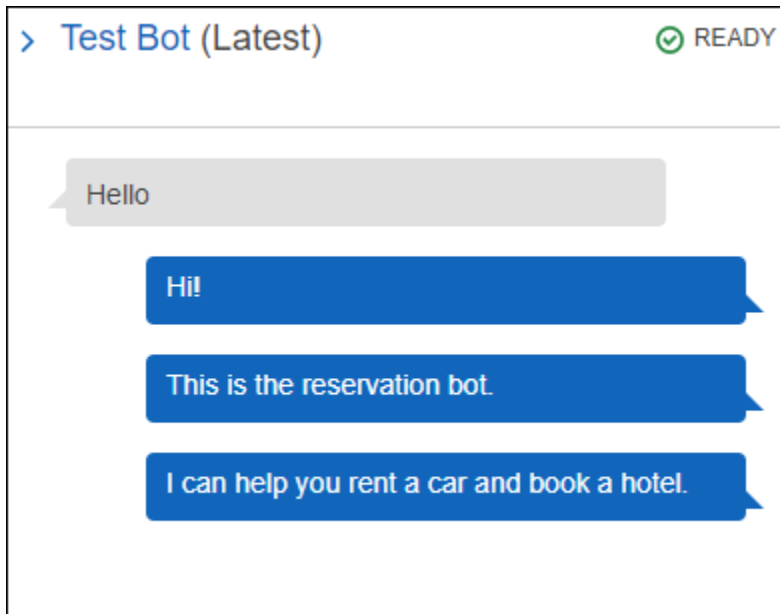 Test Bot (Latest) READY
Hello
Hi!
This is the reservation bot.
I can help you rent a car and book a hotel.